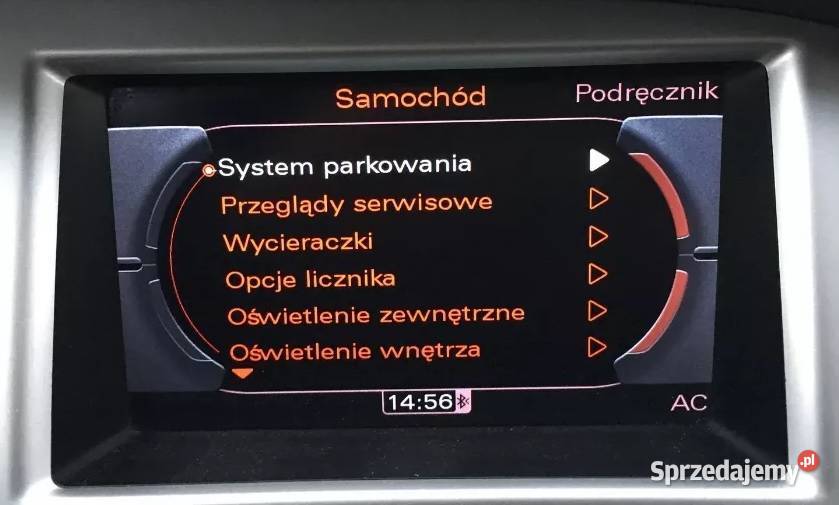 Samochód
Podręcznik
System parkowania
Przeglądy serwisowe
Wycieraczki
Opcje licznika
Oświetlenie zewnętrzne
Oświetlenie wnętrza
14:56
AC
Sprzedajemy.pl